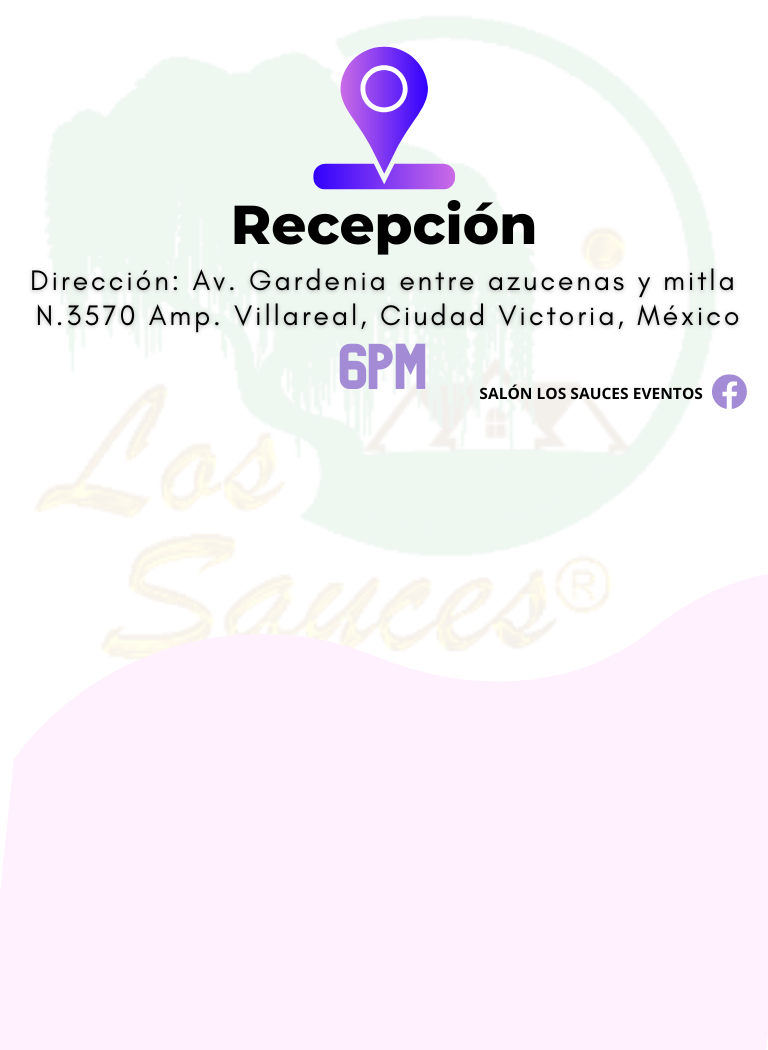 Recepción
Dirección: Av. Gardenia entre azucenas y mitla
N.3570 Amp. Villareal, Ciudad Victoria, México
6PM
SALÓN LOS SAUCES EVENTOS
Los
Sauces®